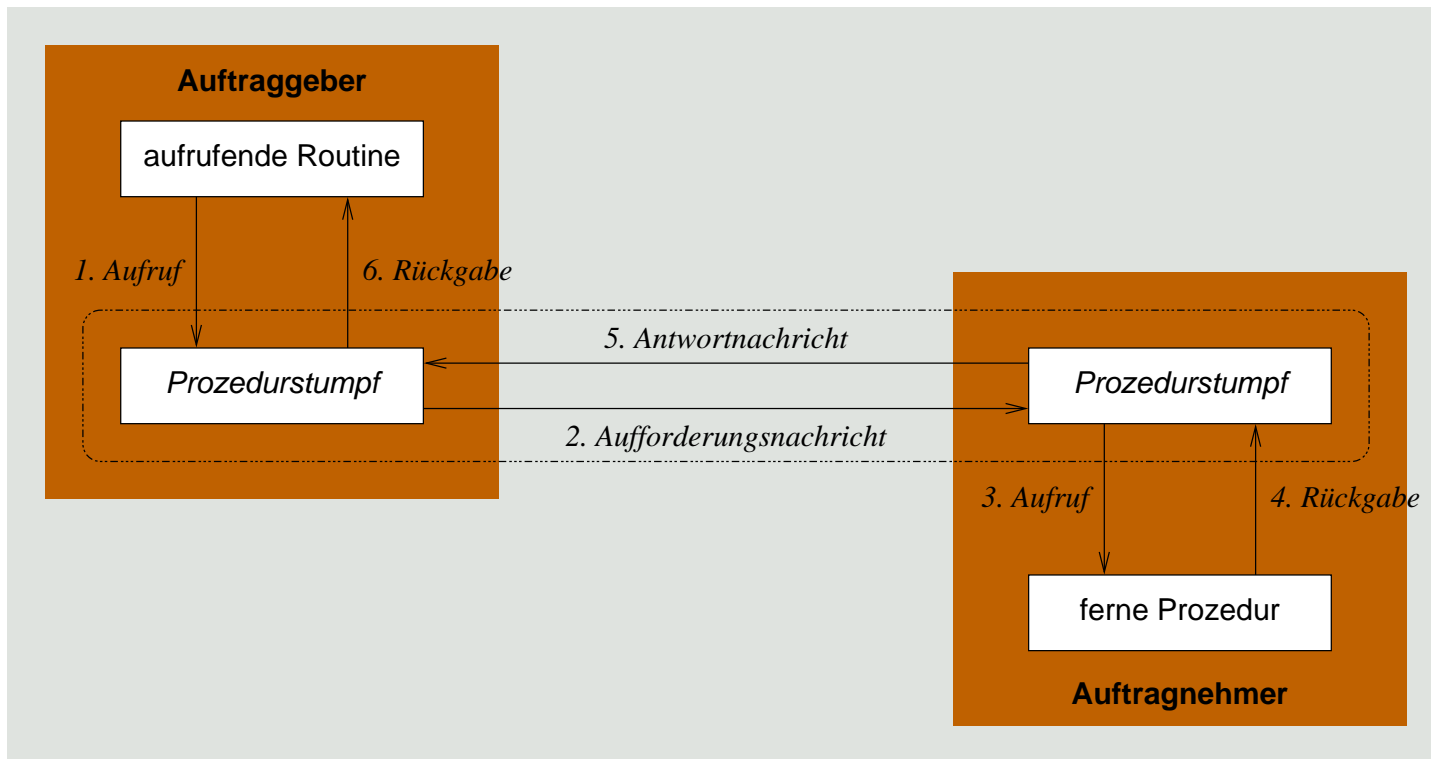 Auftraggeber
aufrufende Routine
1. Aufruf
6. Rückgabe
Prozedurstumpf
5. Antwortnachricht
2. Aufforderungsnachricht
Prozedurstumpf
3. Aufruf
4. Rückgabe
ferne Prozedur
Auftragnehmer